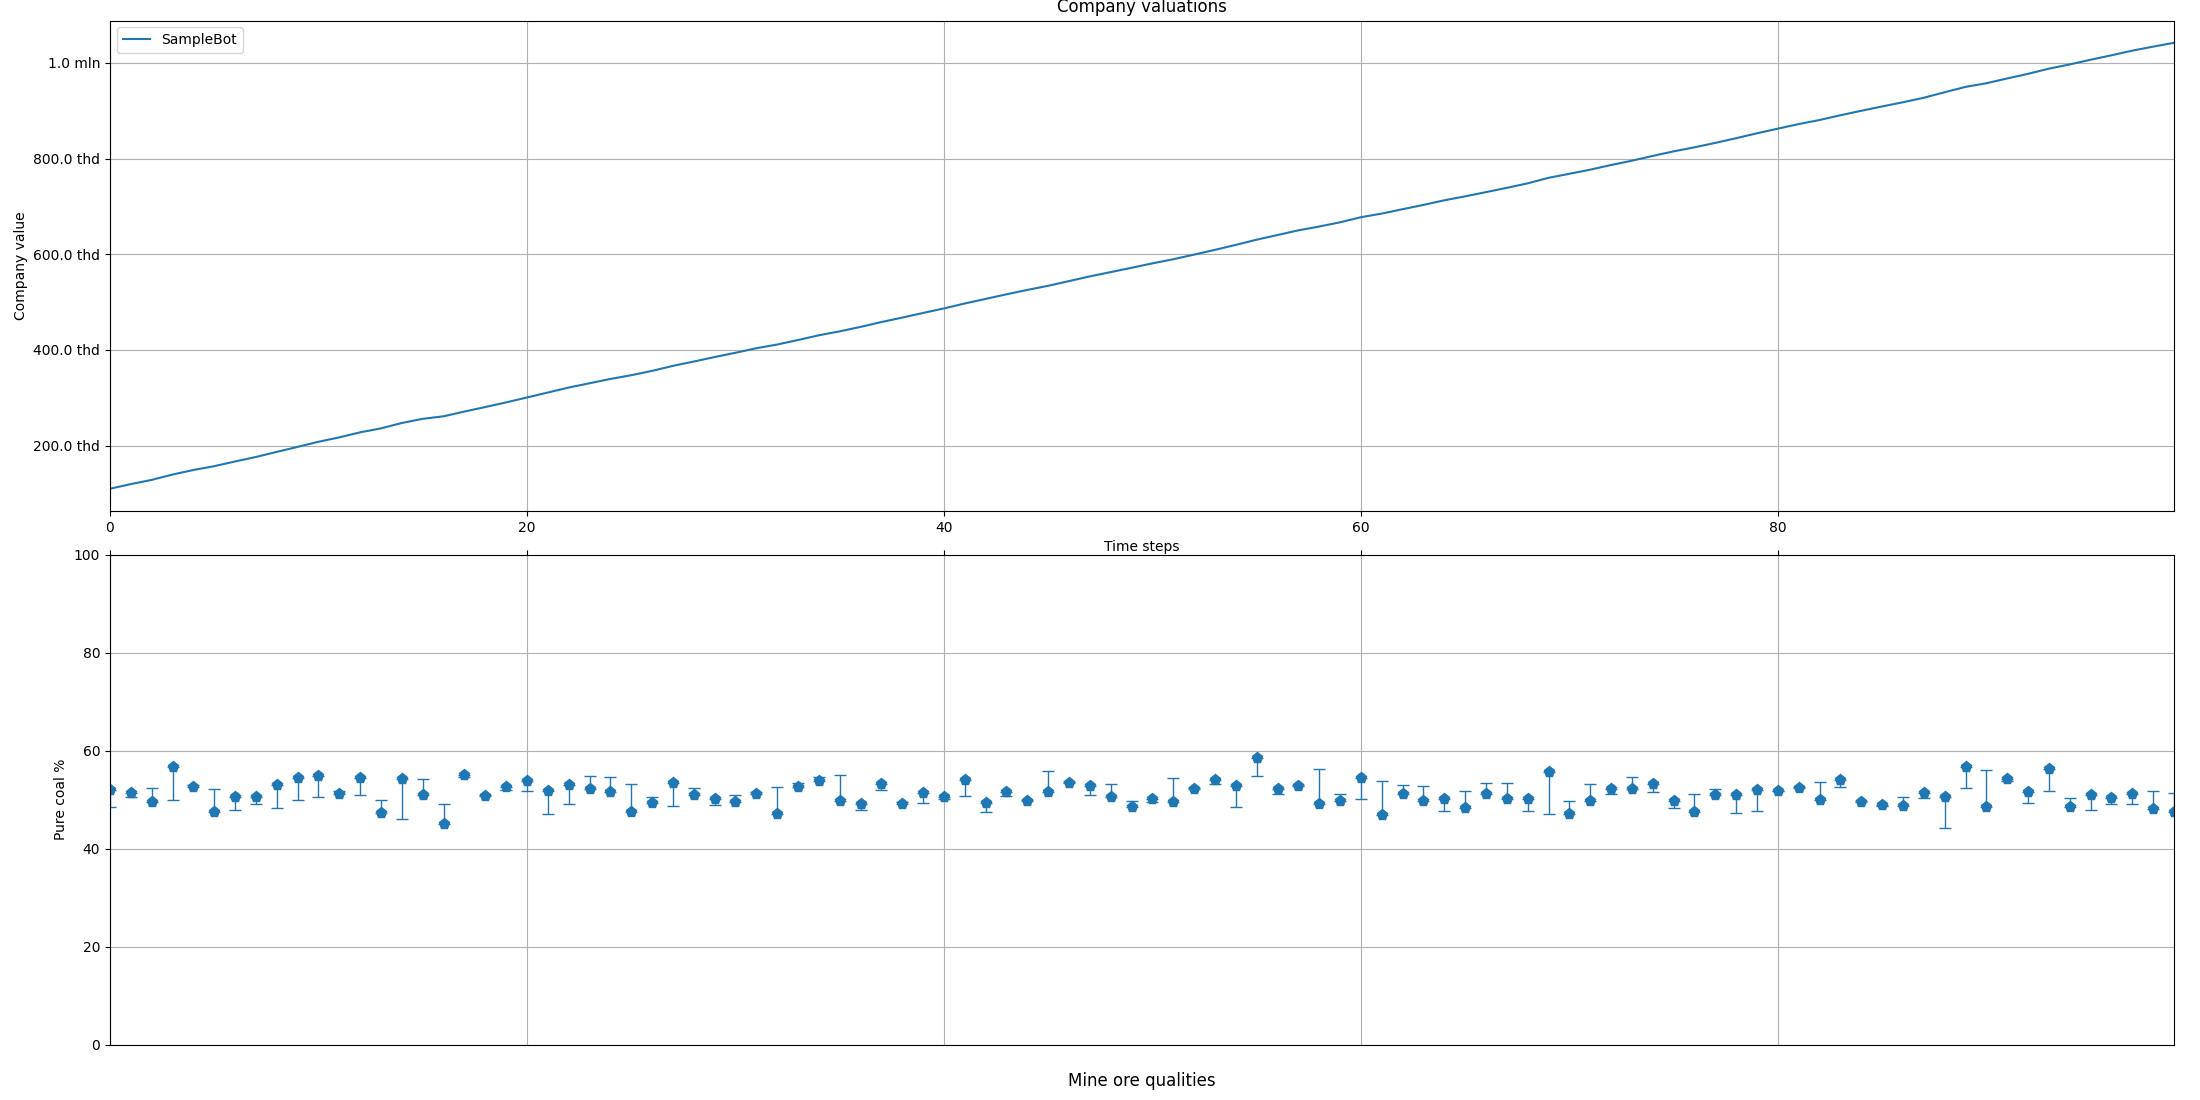 Company valuations
SampleBot
1.0 mln
800.0 thd
600.0 thd
400.0 thd
200.0 thd
Company value
0 20 40 60 80
Time steps
100
80
60
40
20
0
Pure coal %
Mine ore qualities